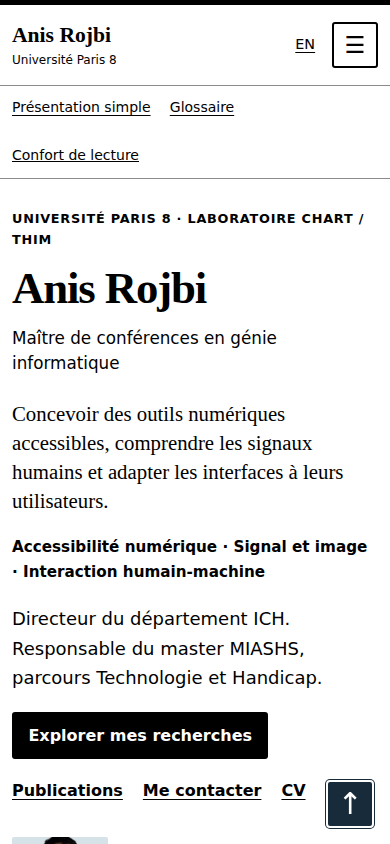 Anis Rojbi
Université Paris 8
EN
☰
Présentation simple Glossaire
Confort de lecture
UNIVERSITÉ PARIS 8 · LABORATOIRE CHART /
THIM
Anis Rojbi
Maître de conférences en génie
informatique
Concevoir des outils numériques
accessibles, comprendre les signaux
humains et adapter les interfaces à leurs
utilisateurs.
Accessibilité numérique · Signal et image
· Interaction humain-machine
Directeur du département ICH.
Responsable du master MIASHS,
parcours Technologie et Handicap.
Explorer mes recherches
Publications Me contacter CV
↑